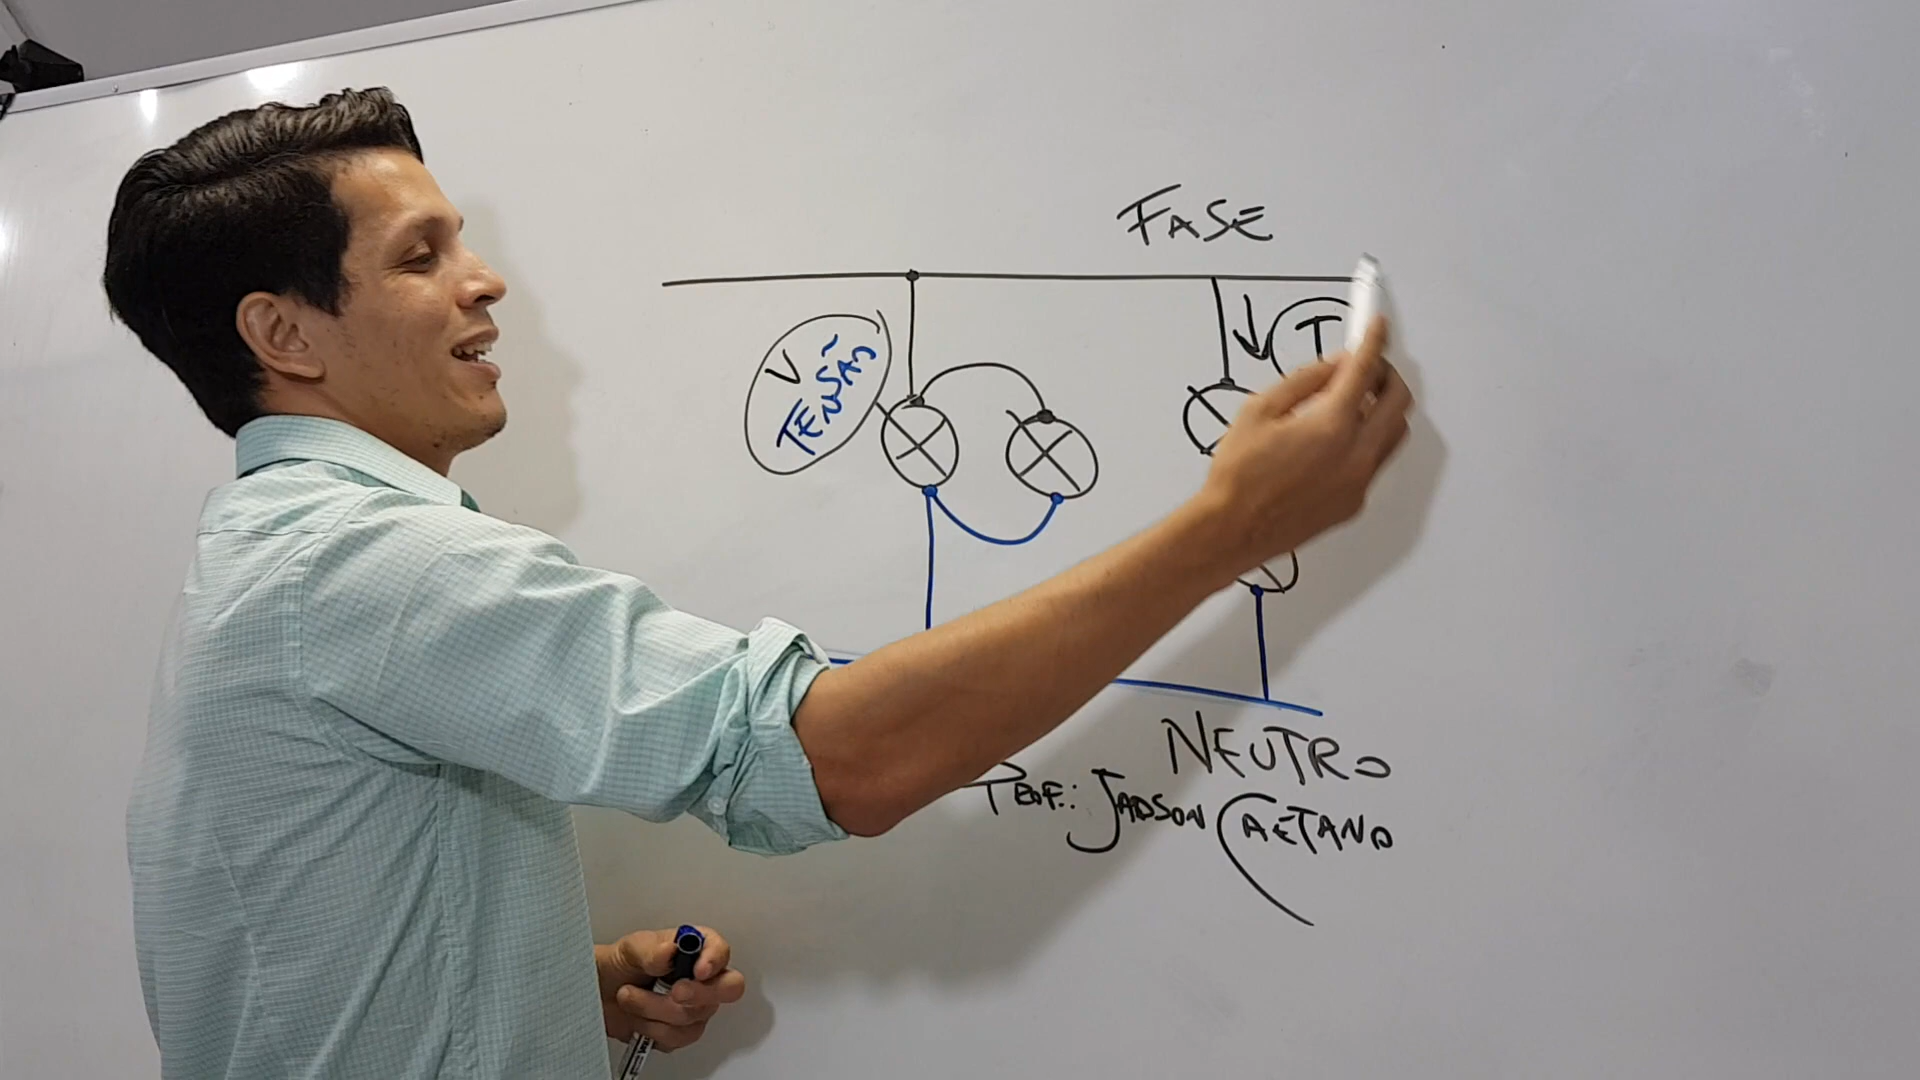 FASE
V
TENSÃO
I
NEUTRO
PROF.: JADSON CAETANO